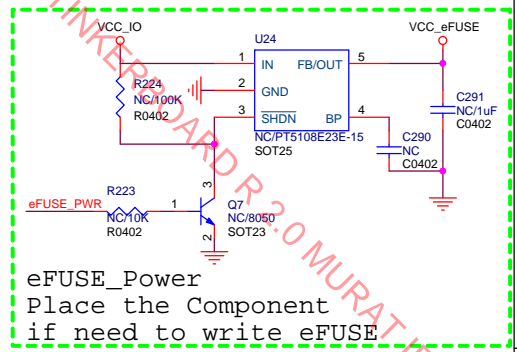 VCC_IO
VCC_eFUSE
U24
1 IN FB/OUT 5
2 GND
3 SHDN BP 4
NC/PT5108E23E-15
SOT25
R224
NC/100K
R0402
C291
NC/1uF
C0402
C290
NC
C0402
R223
eFUSE_PWR
NC/10K
R0402
1
3
2
Q7
NC/8050
SOT23
eFUSE_Power
Place the Component
if need to write eFUSE
TINKERBOARD R 2.0 MURAT